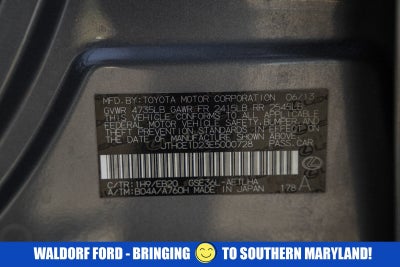 MFD. BY: TOYOTA MOTOR CORPORATION 06/13
GVWR 4735LB GAWR FR 2415LB RR 2545LB
THIS VEHICLE CONFORMS TO ALL APPLICABLE
FEDERAL MOTOR VEHICLE SAFETY, BUMPER, AND
THEFT PREVENTION STANDARDS IN EFFECT ON
THE DATE OF MANUFACTURE SHOWN ABOVE.
JTHCE1D23E5000728 PASS.CAR
C/TR: 1H9/EB20 GSE36L-AETLHA
A/TM: B04A/A760H MADE IN JAPAN 178 A
WALDORF FORD - BRINGING TO SOUTHERN MARYLAND!